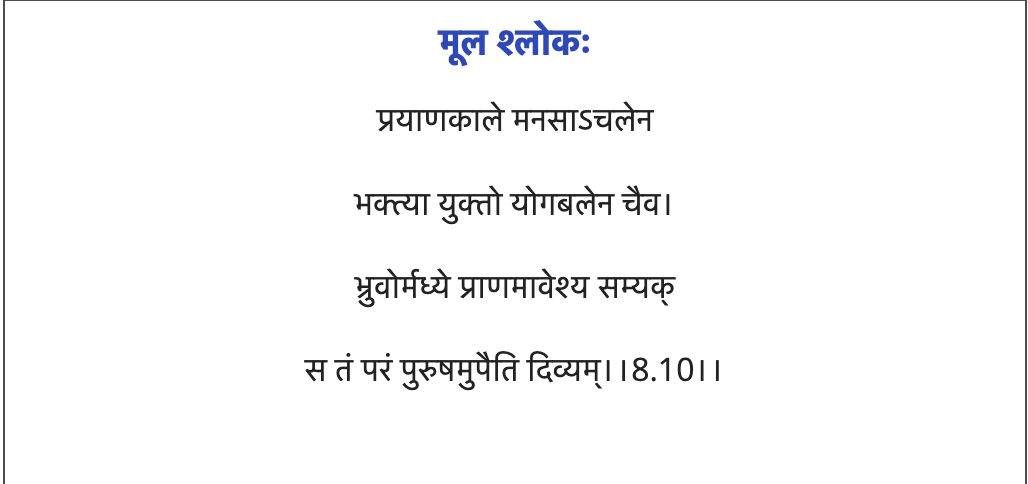 मूल श्लोकः
प्रयाणकाले मनसाऽचलेन
भक्त्या युक्तो योगबलेन चैव।
भ्रुवोर्मध्ये प्राणमावेश्य सम्यक्
स तं परं पुरुषमुपैति दिव्यम्।।8.10।।